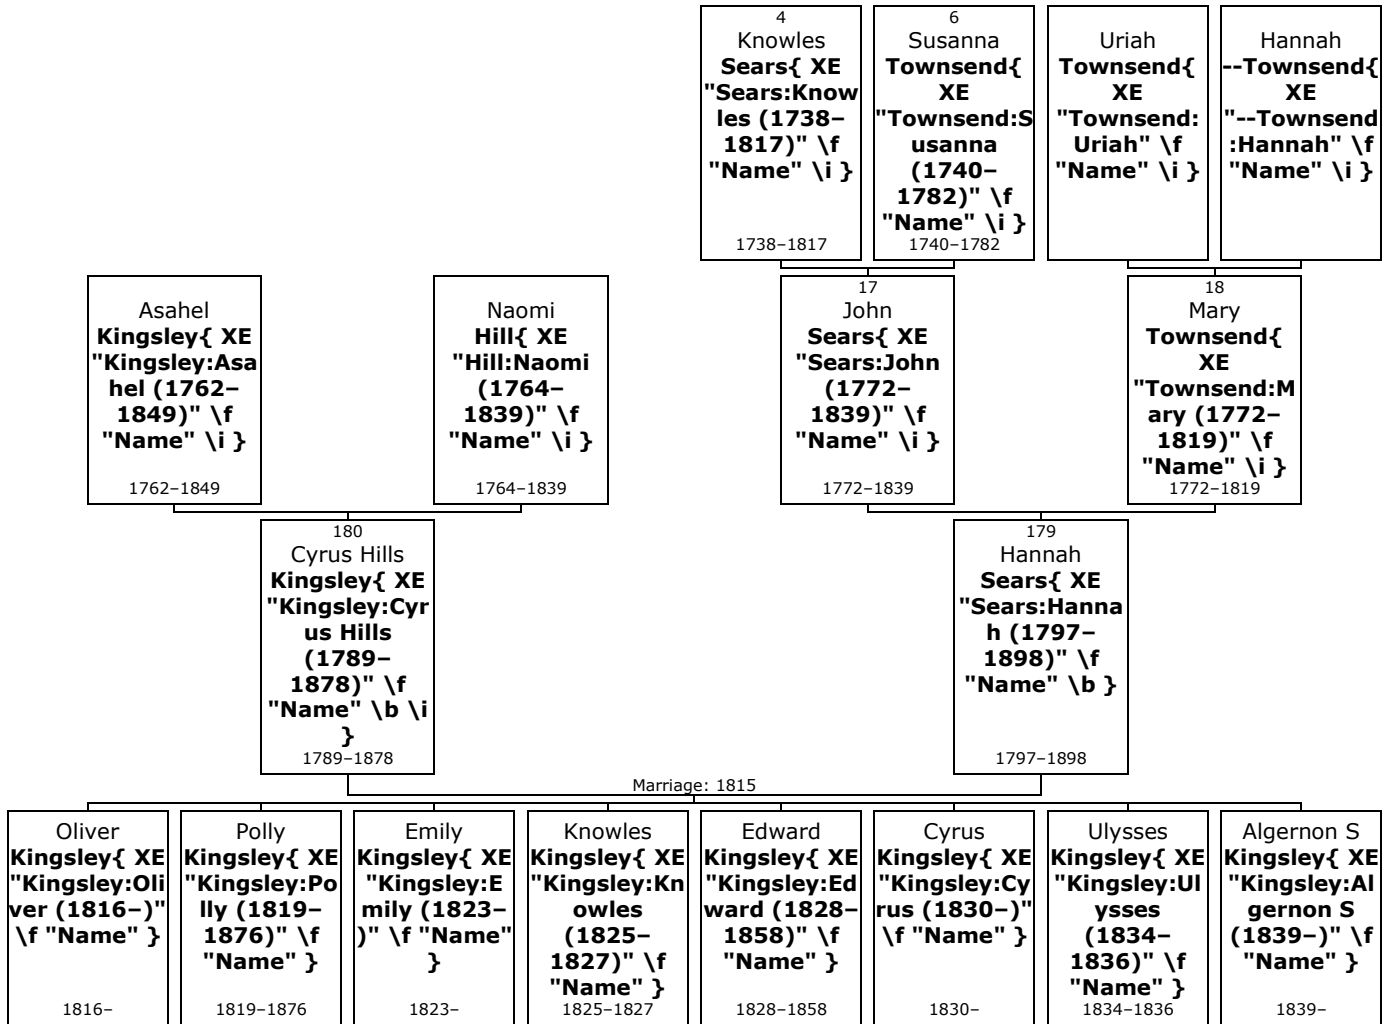 4
Knowles
Sears{ XE
"Sears:Know
les (1738–
1817)" \f
"Name" \i }
1738–1817
6
Susanna
Townsend{
XE
"Townsend:S
usanna
(1740–
1782)" \f
"Name" \i }
1740–1782
Uriah
Townsend{
XE
"Townsend:
Uriah" \f
"Name" \i }
Hannah
--Townsend{
XE
"--Townsend
:Hannah" \f
"Name" \i }
Asahel
Kingsley{ XE
"Kingsley:Asa
hel (1762–
1849)" \f
"Name" \i }
1762–1849
Naomi
Hill{ XE
"Hill:Naomi
(1764–
1839)" \f
"Name" \i }
1764–1839
17
John
Sears{ XE
"Sears:John
(1772–
1839)" \f
"Name" \i }
1772–1839
18
Mary
Townsend{
XE
"Townsend:M
ary (1772–
1819)" \f
"Name" \i }
1772–1819
180
Cyrus Hills
Kingsley{ XE
"Kingsley:Cyr
us Hills
(1789–
1878)" \f
"Name" \b \i
}
1789–1878
179
Hannah
Sears{ XE
"Sears:Hanna
h (1797–
1898)" \f
"Name" \b }
1797–1898
Marriage: 1815
Oliver
Kingsley{ XE
"Kingsley:Oli
ver (1816–)"
\f "Name" }
1816–
Polly
Kingsley{ XE
"Kingsley:Po
lly (1819–
1876)" \f
"Name" }
1819–1876
Emily
Kingsley{ XE
"Kingsley:E
mily (1823–
)" \f "Name"
}
1823–
Knowles
Kingsley{ XE
"Kingsley:Kn
owles
(1825–
1827)" \f
"Name" }
1825–1827
Edward
Kingsley{ XE
"Kingsley:Ed
ward (1828–
1858)" \f
"Name" }
1828–1858
Cyrus
Kingsley{ XE
"Kingsley:Cy
rus (1830–)"
\f "Name" }
1830–
Ulysses
Kingsley{ XE
"Kingsley:Ul
ysses
(1834–
1836)" \f
"Name" }
1834–1836
Algernon S
Kingsley{ XE
"Kingsley:Al
gernon S
(1839–)" \f
"Name" }
1839–